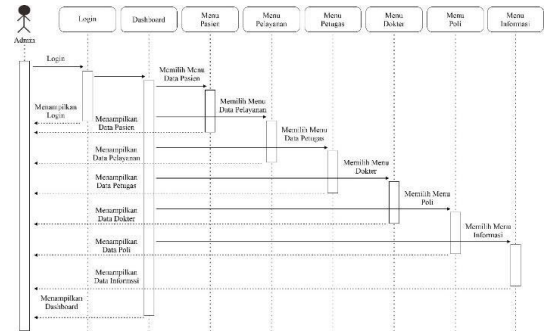 Login
Dashboard
Menu
Pasien
Menu
Pelayanan
Menu
Petugas
Menu
Dokter
Menu
Poli
Menu
Informasi
Admin
Login
Memilih Menu
Data Pasien
Menampilkan
Login
Menampilkan
Data Pasien
Memilih Menu
Data Pelayanan
Memilih Menu
Data Petugas
Menampilkan
Data Pelayanan
Memilih Menu
Dokter
Menampilkan
Data Petugas
Memilih Menu
Poli
Menampilkan
Data Dokter
Memilih Menu
Informasi
Menampilkan
Data Poli
Menampilkan
Data Informasi
Menampilkan
Dashboard